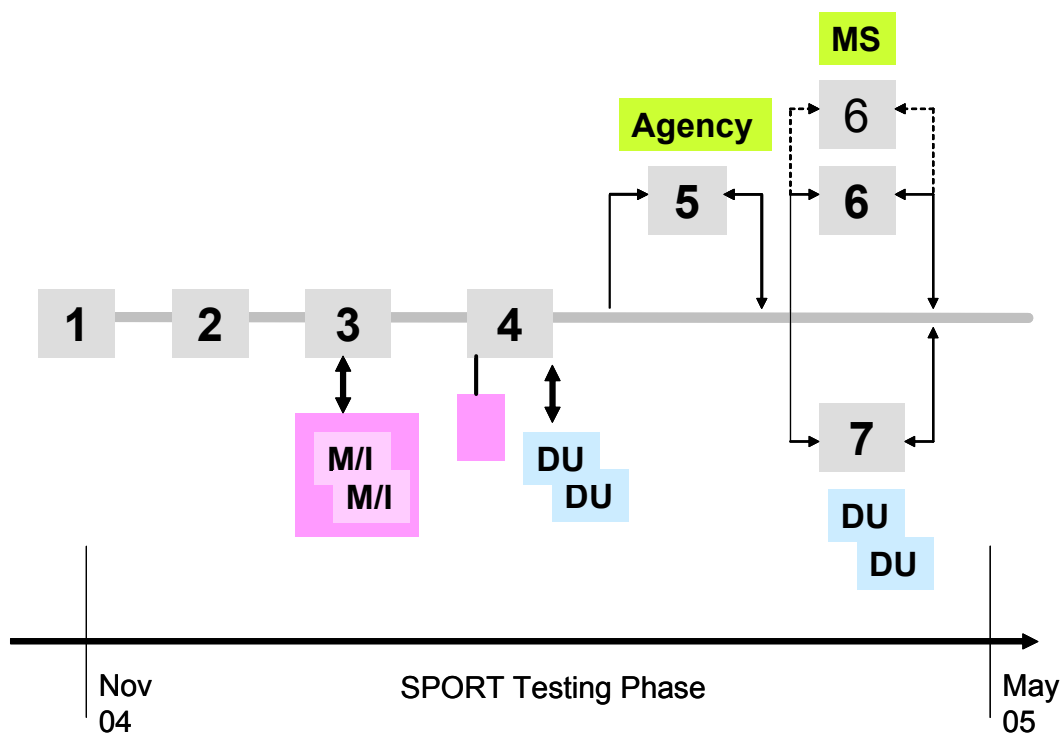 MS
6
Agency
5
6
1
2
3
4
M/I
M/I
DU
DU
7
DU
DU
Nov
04
SPORT Testing Phase
May
05